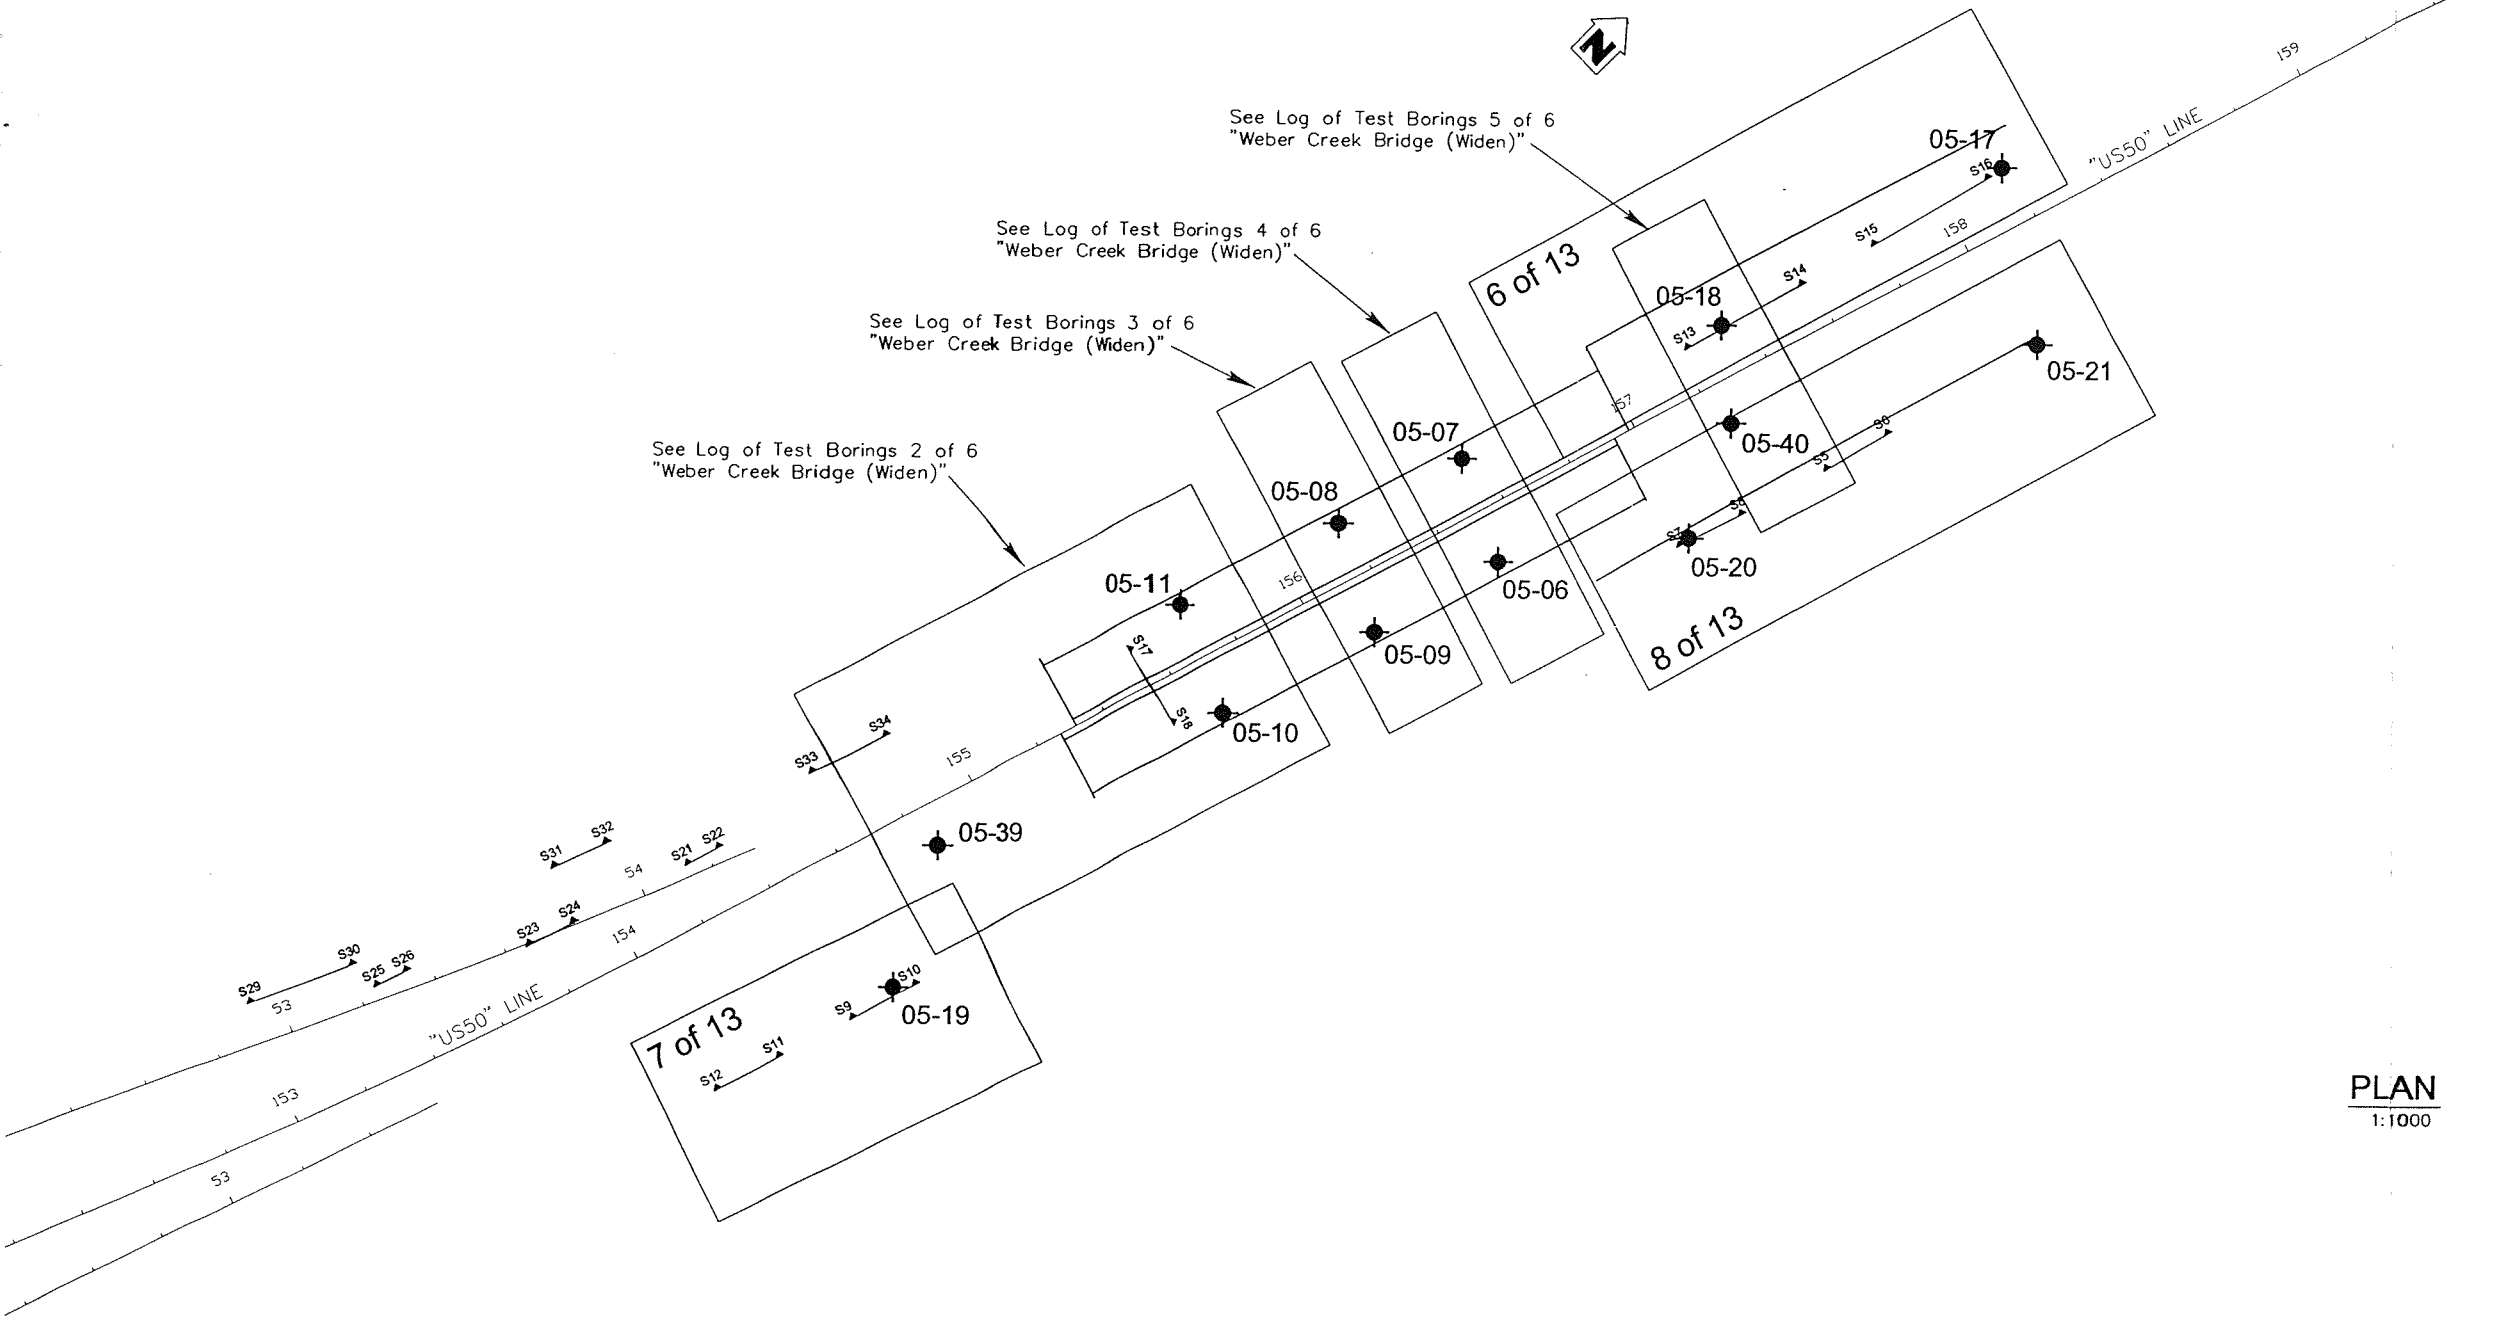 N
159
"US50" LINE
See Log of Test Borings 5 of 6
"Weber Creek Bridge (Widen)"
05-17
S16
S15
158
See Log of Test Borings 4 of 6
"Weber Creek Bridge (Widen)"
6 of 13
S14
05-18
S13
See Log of Test Borings 3 of 6
"Weber Creek Bridge (Widen)"
05-21
157
05-07
05-40
S6
S5
See Log of Test Borings 2 of 6
"Weber Creek Bridge (Widen)"
05-08
S7
05-20
05-11
156
05-06
8 of 13
S17
05-09
S18
05-10
S34
S33
155
05-39
S32
S31
S22
S21
54
S24
S23
154
S30
S29
S26
S25
53
"US50" LINE
S10
S9
05-19
7 of 13
S11
S12
153
53
PLAN
1:1000